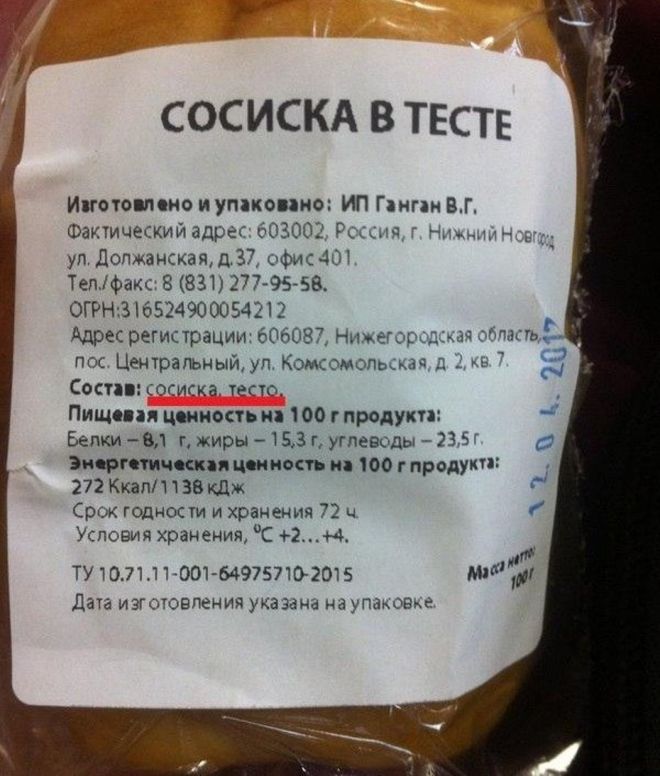 СОСИСКА В ТЕСТЕ
Изготовлено и упаковано: ИП Ганган В.Г.
Фактический адрес: 603002, Россия, г. Нижний Новгород
ул. Должанская, д.37, офис 401.
Тел./факс: 8 (831) 277-95-58.
ОГРН:316524900054212
Адрес регистрации: 606087, Нижегородская область,
пос. Центральный, ул. Комсомольская, д. 2, кв. 7.
Состав: сосиска, тесто.
Пищевая ценность на 100 г продукта:
Белки – 8,1 г, жиры – 15,3 г, углеводы – 23,5 г.
Энергетическая ценность на 100 г продукта:
272 Ккал/1138 кДж
Срок годности и хранения 72 ч.
Условия хранения, °С +2...+4.
ТУ 10.71.11-001-64975710-2015
Дата изготовления указана на упаковке.
Масса нетто:
100 г
12.04.2017